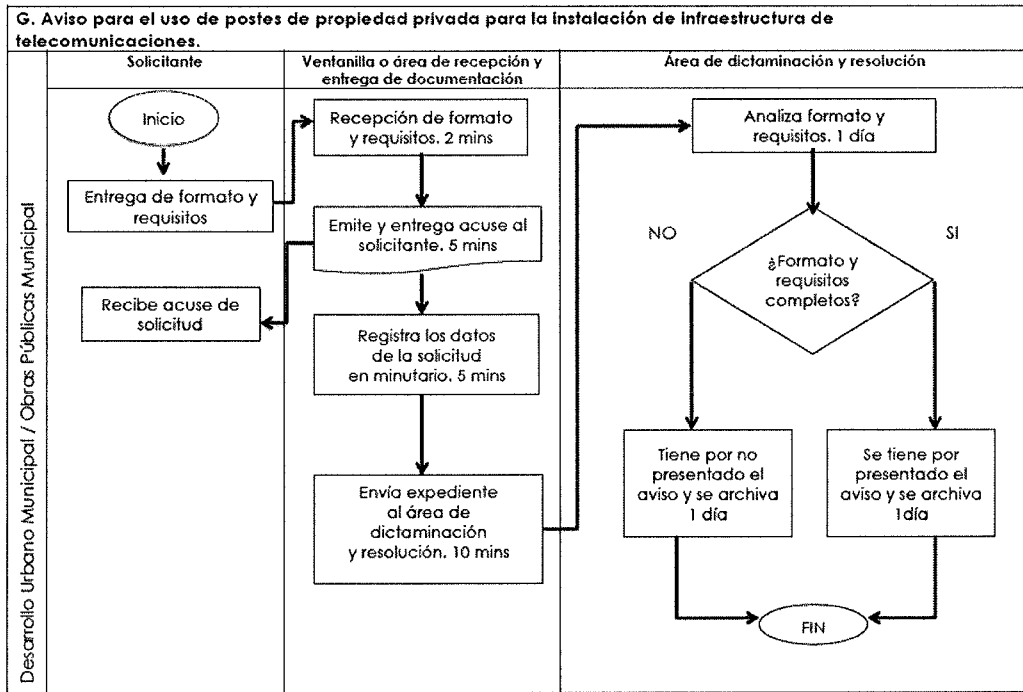 G. Aviso para el uso de postes de propiedad privada para la instalación de infraestructura de
telecomunicaciones.
Desarrollo Urbano Municipal / Obras Públicas Municipal
Solicitante
Inicio
Entrega de formato y
requisitos
Recibe acuse de
solicitud
Ventanilla o área de recepción y
entrega de documentación
Recepción de formato
y requisitos. 2 mins
Emite y entrega acuse al
solicitante. 5 mins
Registra los datos
de la solicitud
en minutario. 5 mins
Envía expediente
al área de
dictaminación
y resolución. 10 mins
Área de dictaminación y resolución
Analiza formato y
requisitos. 1 día
¿Formato y
requisitos
completos?
NO
SI
Tiene por no
presentado el
aviso y se archiva
1 día
Se tiene por
presentado el
aviso y se archiva
1día
FIN